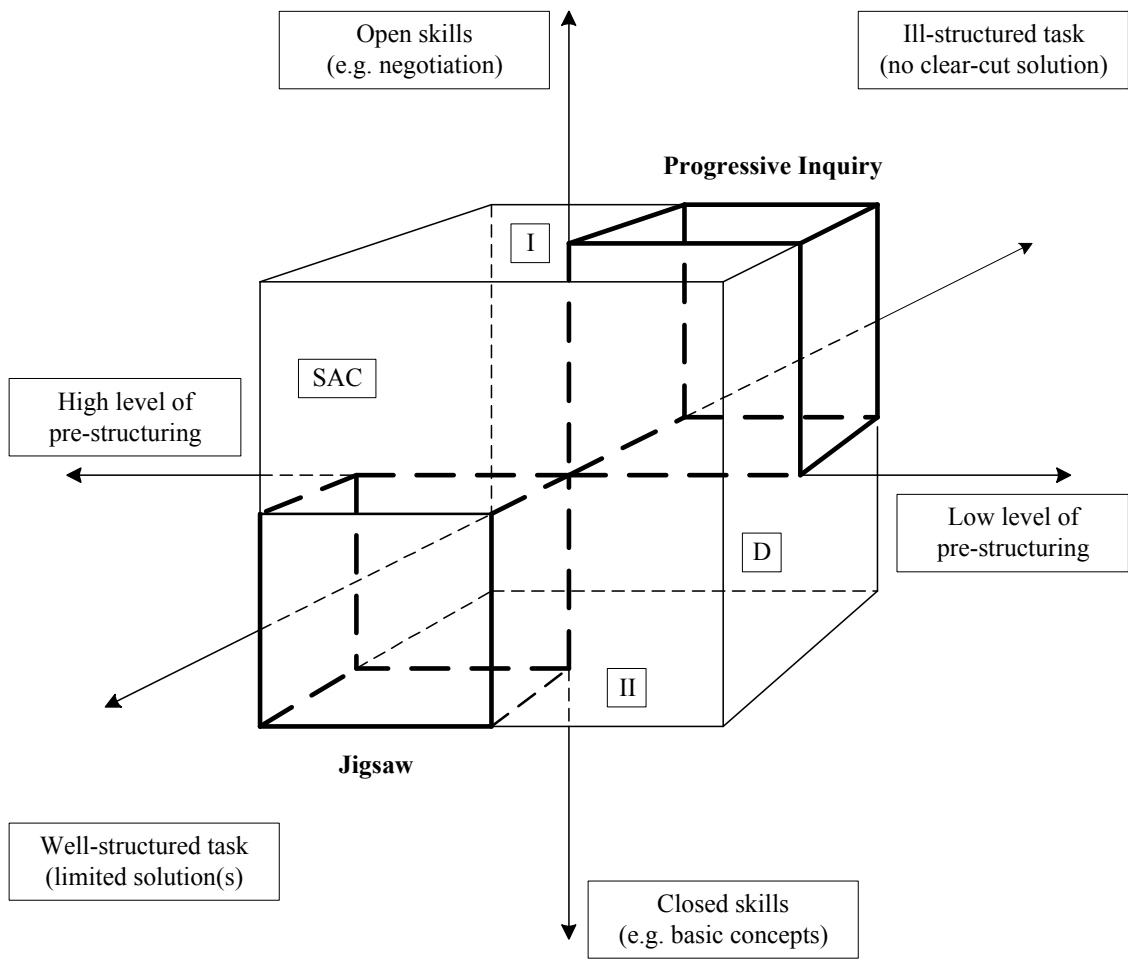 Open skills
(e.g. negotiation)
Ill-structured task
(no clear-cut solution)
Progressive Inquiry
I
SAC
High level of
pre-structuring
Low level of
pre-structuring
D
II
Jigsaw
Well-structured task
(limited solution(s)
Closed skills
(e.g. basic concepts)